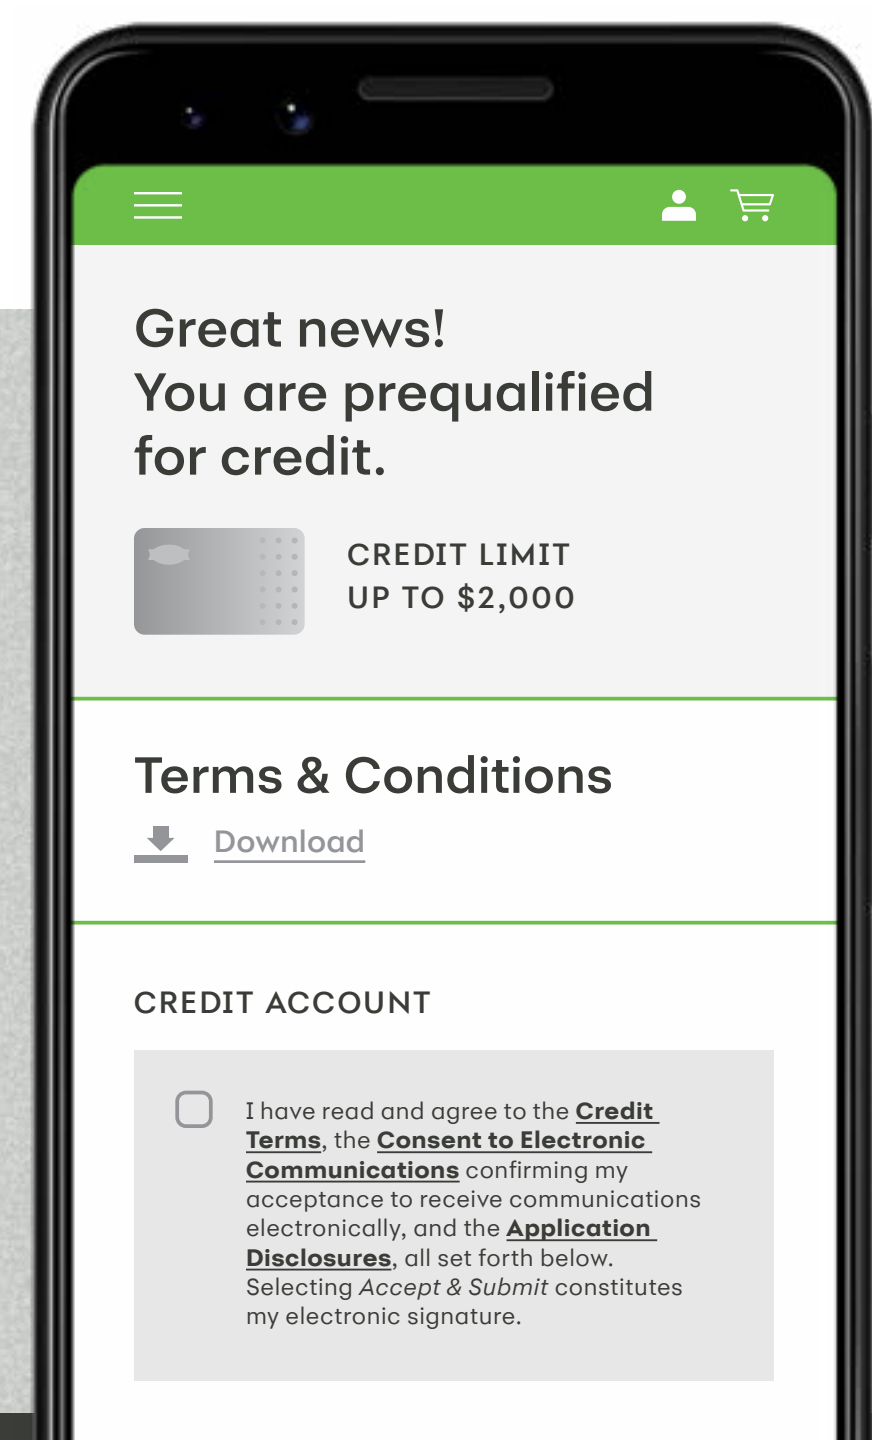 Great news!
You are prequalified
for credit.
CREDIT LIMIT
UP TO $2,000
Terms & Conditions
Download
CREDIT ACCOUNT
I have read and agree to the Credit
Terms, the Consent to Electronic
Communications confirming my
acceptance to receive communications
electronically, and the Application
Disclosures, all set forth below.
Selecting Accept & Submit constitutes
my electronic signature.